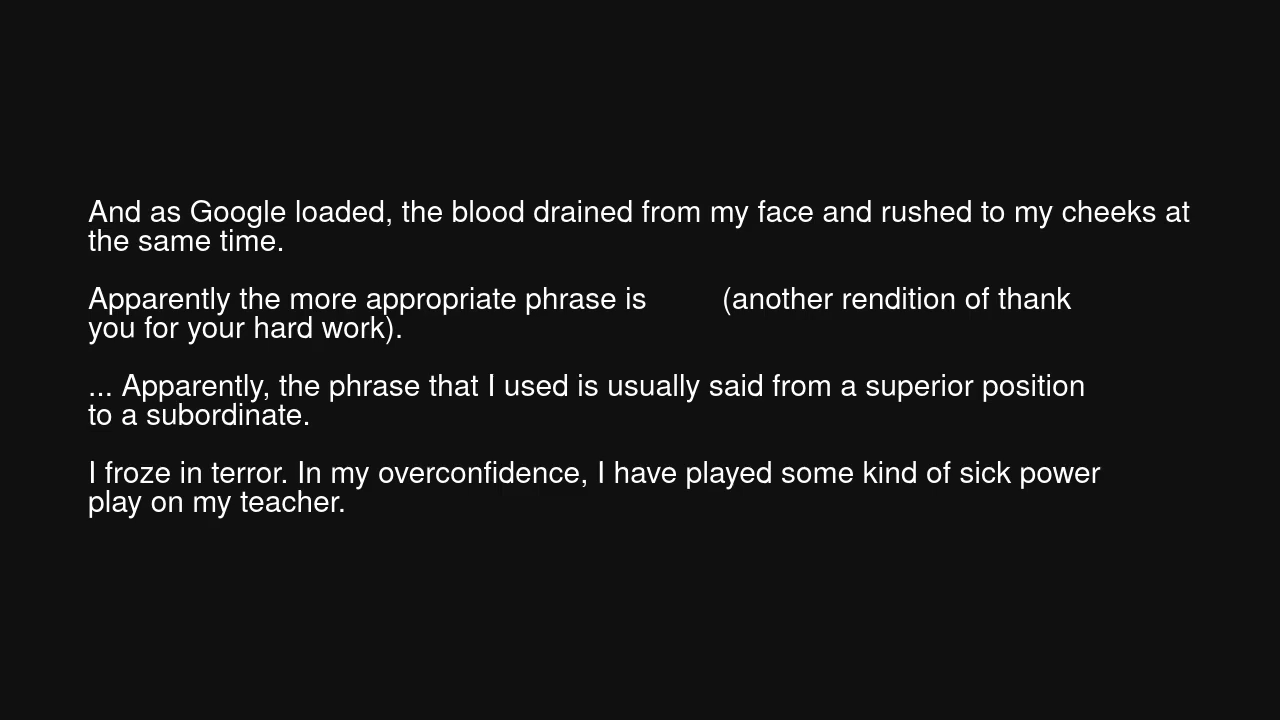 And as Google loaded, the blood drained from my face and rushed to my cheeks at
the same time.
Apparently the more appropriate phrase is (another rendition of thank
you for your hard work).
... Apparently, the phrase that I used is usually said from a superior position
to a subordinate.
I froze in terror. In my overconfidence, I have played some kind of sick power
play on my teacher.